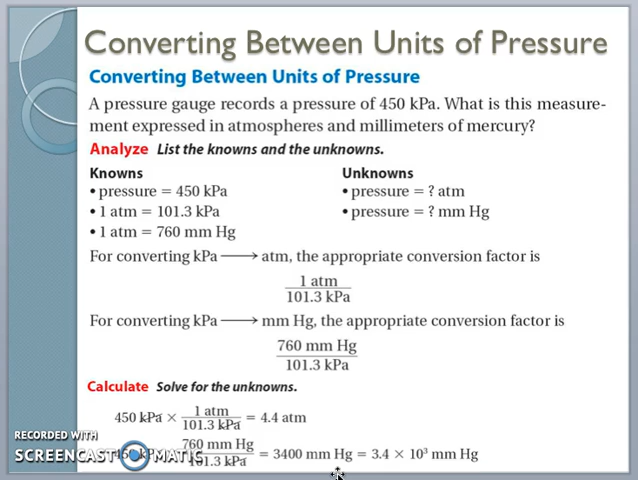 Converting Between Units of Pressure
Converting Between Units of Pressure
A pressure gauge records a pressure of 450 kPa. What is this measure-
ment expressed in atmospheres and millimeters of mercury?
Analyze List the knowns and the unknowns.
Knowns
• pressure = 450 kPa
• 1 atm = 101.3 kPa
• 1 atm = 760 mm Hg
Unknowns
• pressure = ? atm
• pressure = ? mm Hg
For converting kPa ⟶ atm, the appropriate conversion factor is
1 atm
101.3 kPa
For converting kPa ⟶ mm Hg, the appropriate conversion factor is
760 mm Hg
101.3 kPa
Calculate Solve for the unknowns.
450 kPa × 1 atm / 101.3 kPa = 4.4 atm
760 mm Hg / 101.3 kPa = 3400 mm Hg = 3.4 × 10³ mm Hg
RECORDED WITH
SCREENCAST MATIC